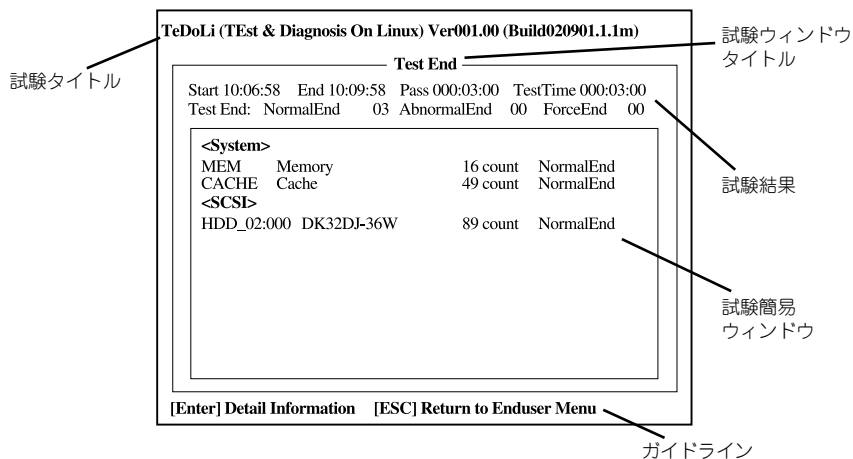 TeDoLi (TEst & Diagnosis On Linux) Ver001.00 (Build020901.1.1m)
試験ウィンドウ
タイトル
試験タイトル
Test End
Start 10:06:58 End 10:09:58 Pass 000:03:00 TestTime 000:03:00
Test End: NormalEnd 03 AbnormalEnd 00 ForceEnd 00
<System>
MEM Memory 16 count NormalEnd
試験結果
CACHE Cache 49 count NormalEnd
<SCSI>
HDD_02:000 DK32DJ-36W 89 count NormalEnd
試験簡易
ウィンドウ
[Enter] Detail Information [ESC] Return to Enduser Menu
ガイドライン